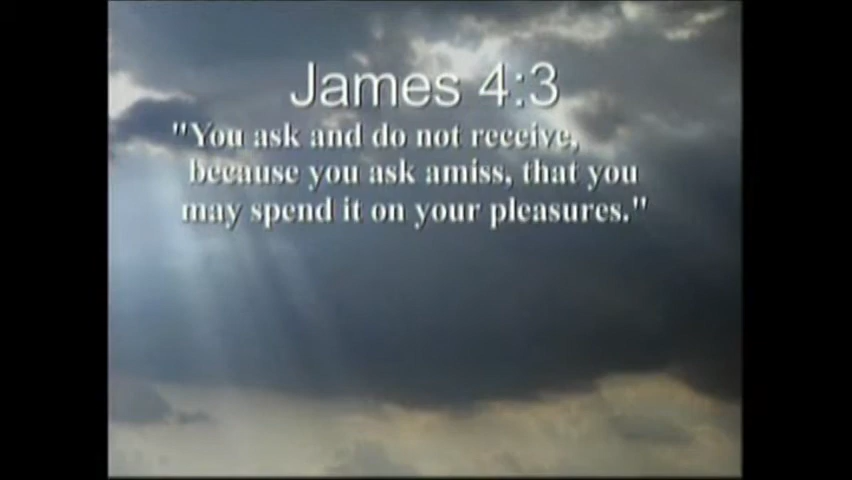 James 4:3
"You ask and do not receive,
because you ask amiss, that you
may spend it on your pleasures."